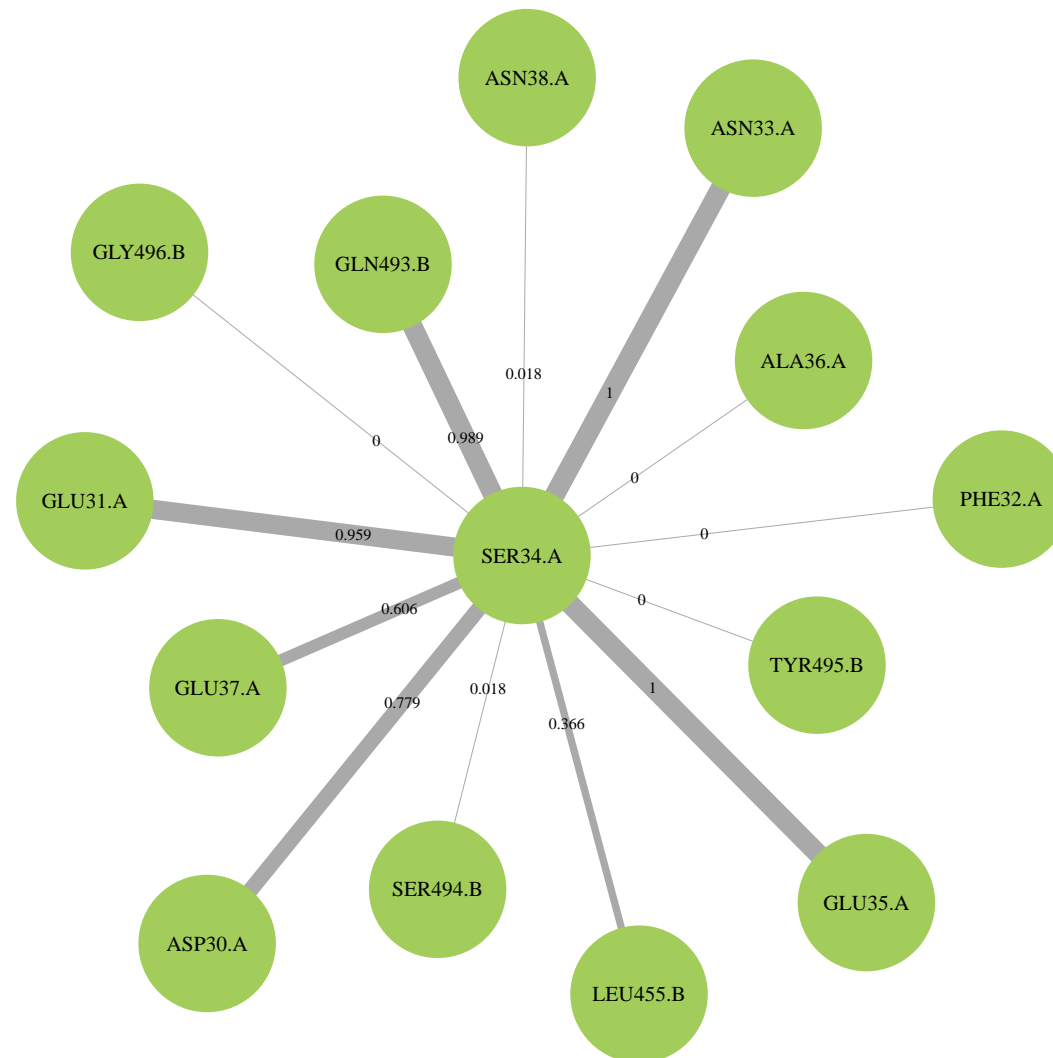 ASN38.A
ASN33.A
GLY496.B
GLN493.B
ALA36.A
0.018
1
0
0.989
0
GLU31.A
PHE32.A
0.959
0
SER34.A
0.606
0
TYR495.B
GLU37.A
0.779
0.018
1
0.366
SER494.B
GLU35.A
ASP30.A
LEU455.B